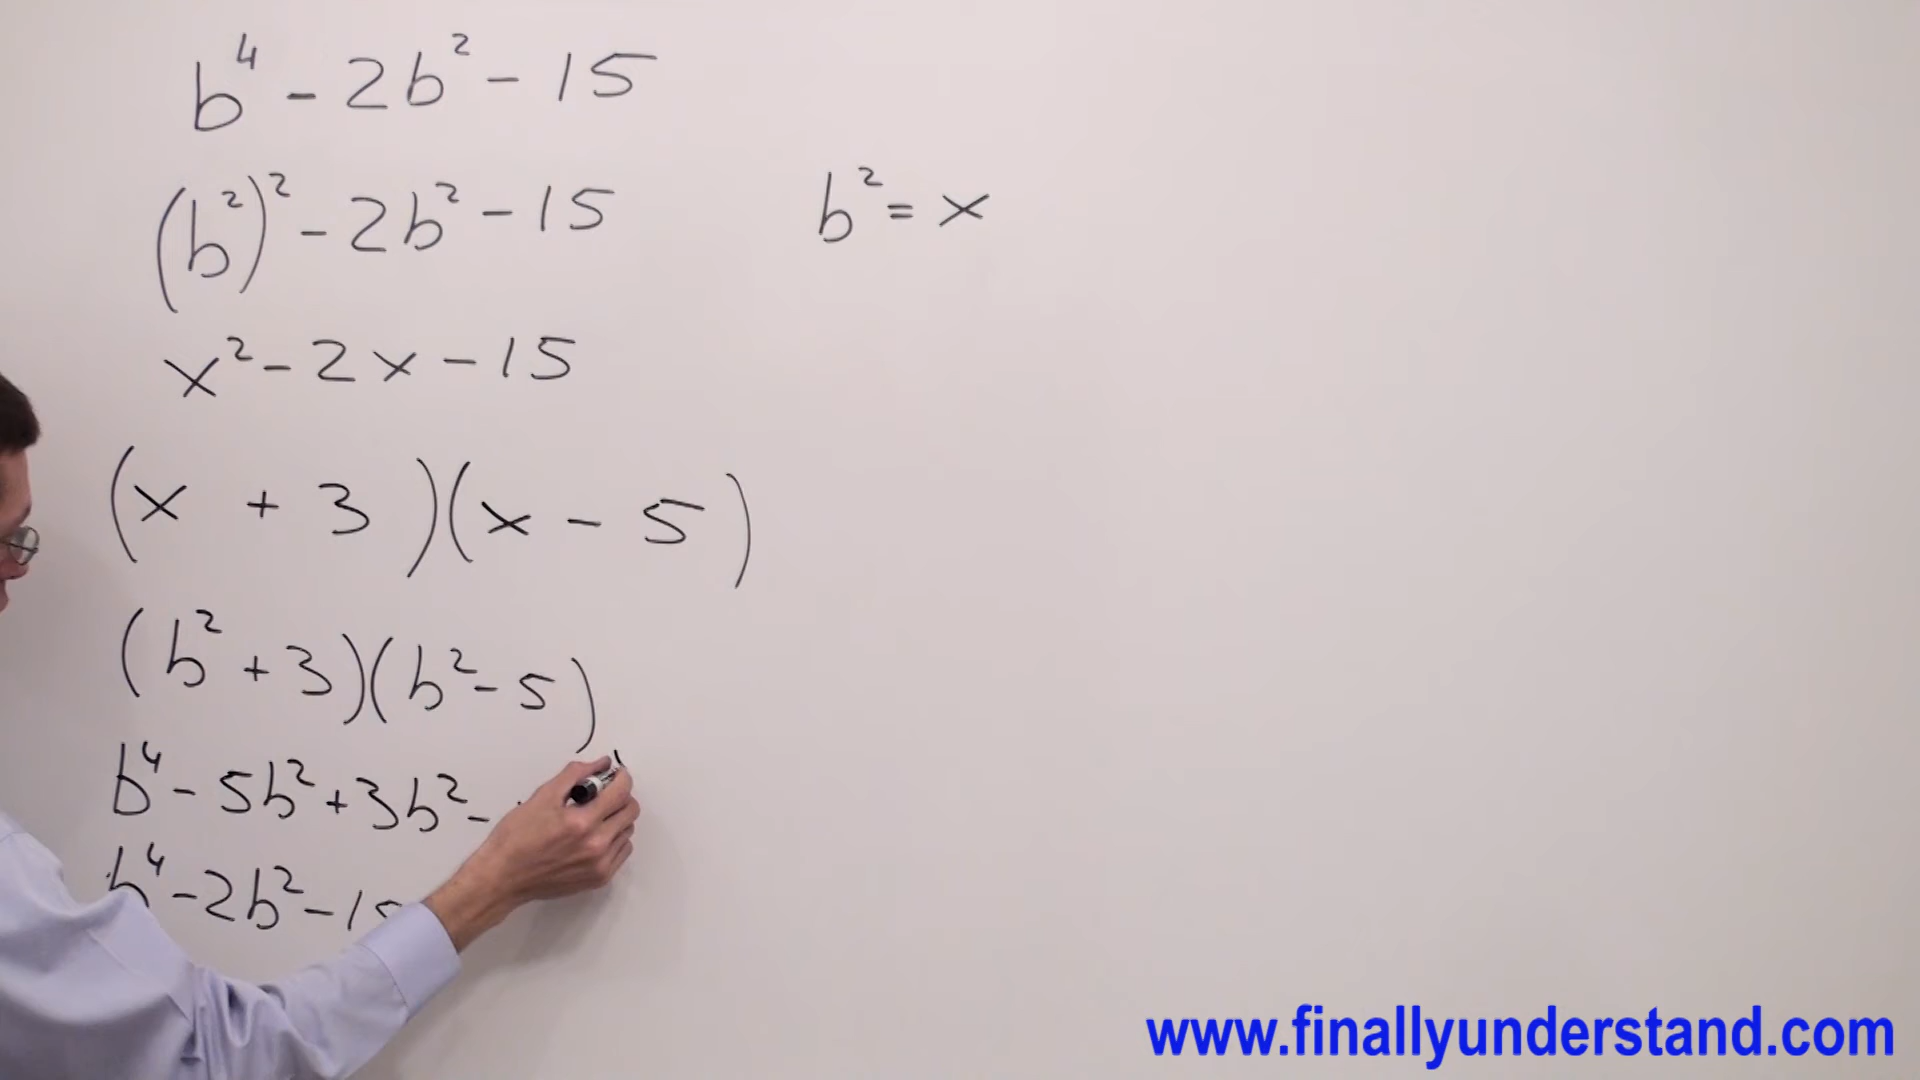 b⁴ - 2b² - 15
(b²)² - 2b² - 15
b² = x
x² - 2x - 15
(x + 3)(x - 5)
(b² + 3)(b² - 5)
b⁴ - 5b² + 3b² -
b⁴ - 2b² - 15
www.finallyunderstand.com